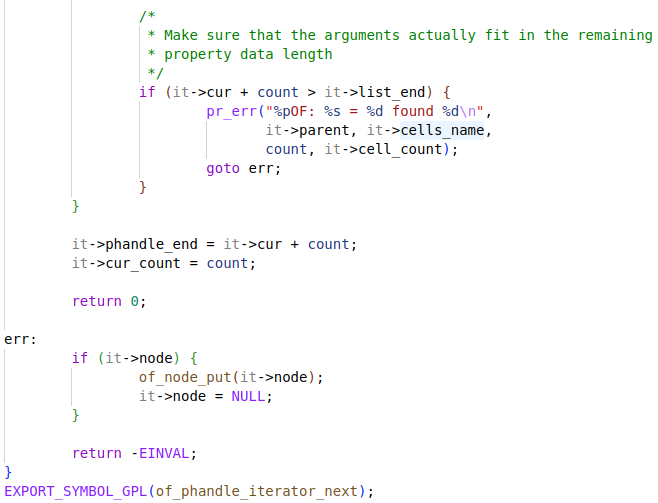 /*
 * Make sure that the arguments actually fit in the remaining
 * property data length
 */
if (it->cur + count > it->list_end) {
pr_err("%pOF: %s = %d found %d\n",
it->parent, it->cells_name,
count, it->cell_count);
goto err;
}
}
it->phandle_end = it->cur + count;
it->cur_count = count;
return 0;
err:
if (it->node) {
of_node_put(it->node);
it->node = NULL;
}
return -EINVAL;
}
EXPORT_SYMBOL_GPL(of_phandle_iterator_next);